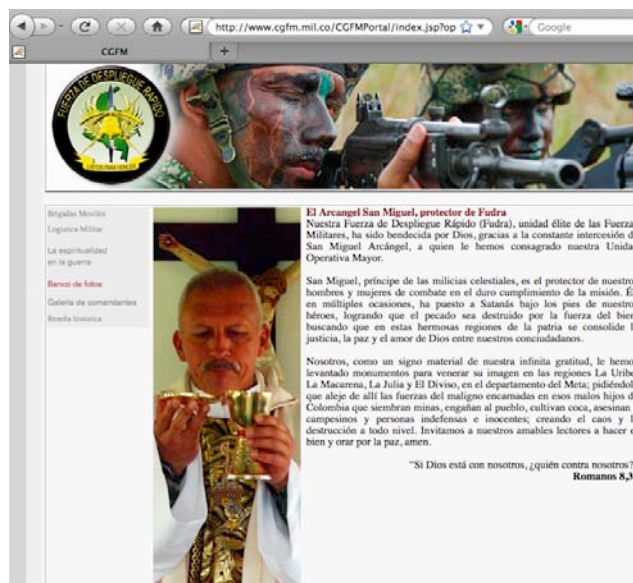 http://www.cgfm.mil.co/CGFMPortal/index.jsp?op
Google
CGFM
FUERZA DE DESPLIEGUE RÁPIDO
LISTOS PARA VENCER
Brigadas Moviles
Logística Militar
La espiritualidad
en la guerra
Banco de fotos
Galería de comandantes
Reseña historica
El Arcangel San Miguel, protector de Fudra
Nuestra Fuerza de Despliegue Rápido (Fudra), unidad élite de las Fuerza
Militares, ha sido bendecida por Dios, gracias a la constante intercesión d
San Miguel Arcángel, a quien le hemos consagrado nuestra Unida
Operativa Mayor.
San Miguel, príncipe de las milicias celestiales, es el protector de nuestro
hombres y mujeres de combate en el duro cumplimiento de la misión. É
en múltiples ocasiones, ha puesto a Satanás bajo los pies de nuestro
héroes, logrando que el pecado sea destruido por la fuerza del bien
buscando que en estas hermosas regiones de la patria se consolide l
justicia, la paz y el amor de Dios entre nuestros conciudadanos.
Nosotros, como un signo material de nuestra infinita gratitud, le hemo
levantado monumentos para venerar su imagen en las regiones La Uribe
La Macarena, La Julia y El Diviso, en el departamento del Meta; pidiéndol
que aleje de allí las fuerzas del maligno encarnadas en esos malos hijos d
Colombia que siembran minas, engañan al pueblo, cultivan coca, asesinan
campesinos y personas indefensas e inocentes; creando el caos y l
destrucción a todo nivel. Invitamos a nuestros amables lectores a hacer e
bien y orar por la paz, amen.
"Si Dios está con nosotros, ¿quién contra nosotros?
Romanos 8,3